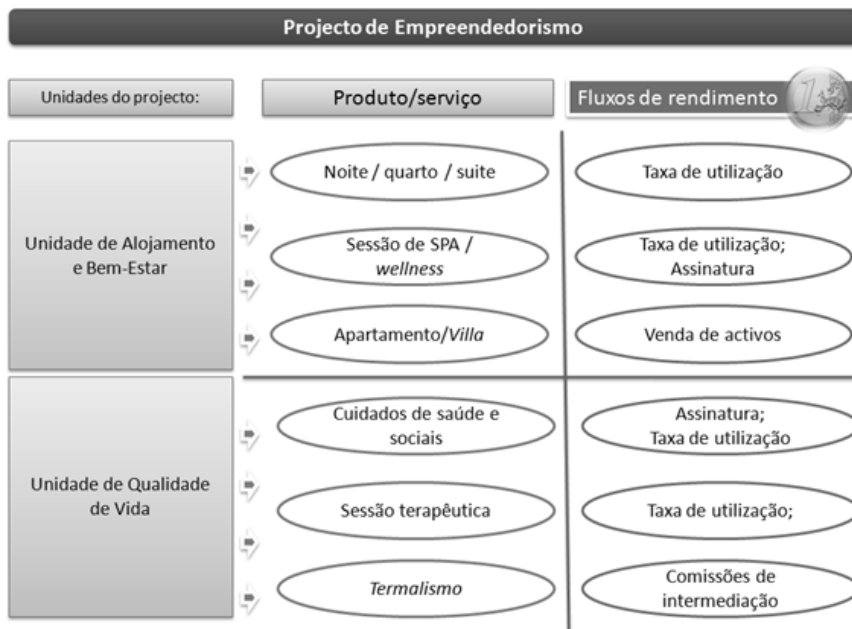 Projecto de Empreendedorismo
Unidades do projecto:
Produto/serviço
Fluxos de rendimento
1
Unidade de Alojamento
e Bem-Estar
Noite / quarto / suite
Taxa de utilização
Sessão de SPA /
wellness
Taxa de utilização;
Assinatura
Apartamento/Villa
Venda de activos
Unidade de Qualidade
de Vida
Cuidados de saúde e
sociais
Assinatura;
Taxa de utilização
Sessão terapêutica
Taxa de utilização;
Termalismo
Comissões de
intermediação